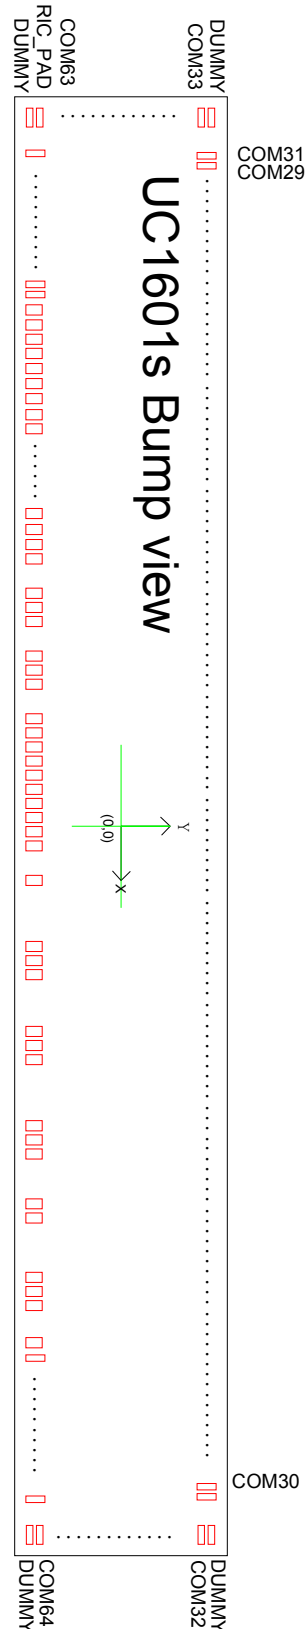 DUMMY
COM33
COM63
RIC_PAD
DUMMY
COM31
COM29
UC1601s Bump view
Y
(0,0)
X
COM30
DUMMY
COM32
COM64
DUMMY